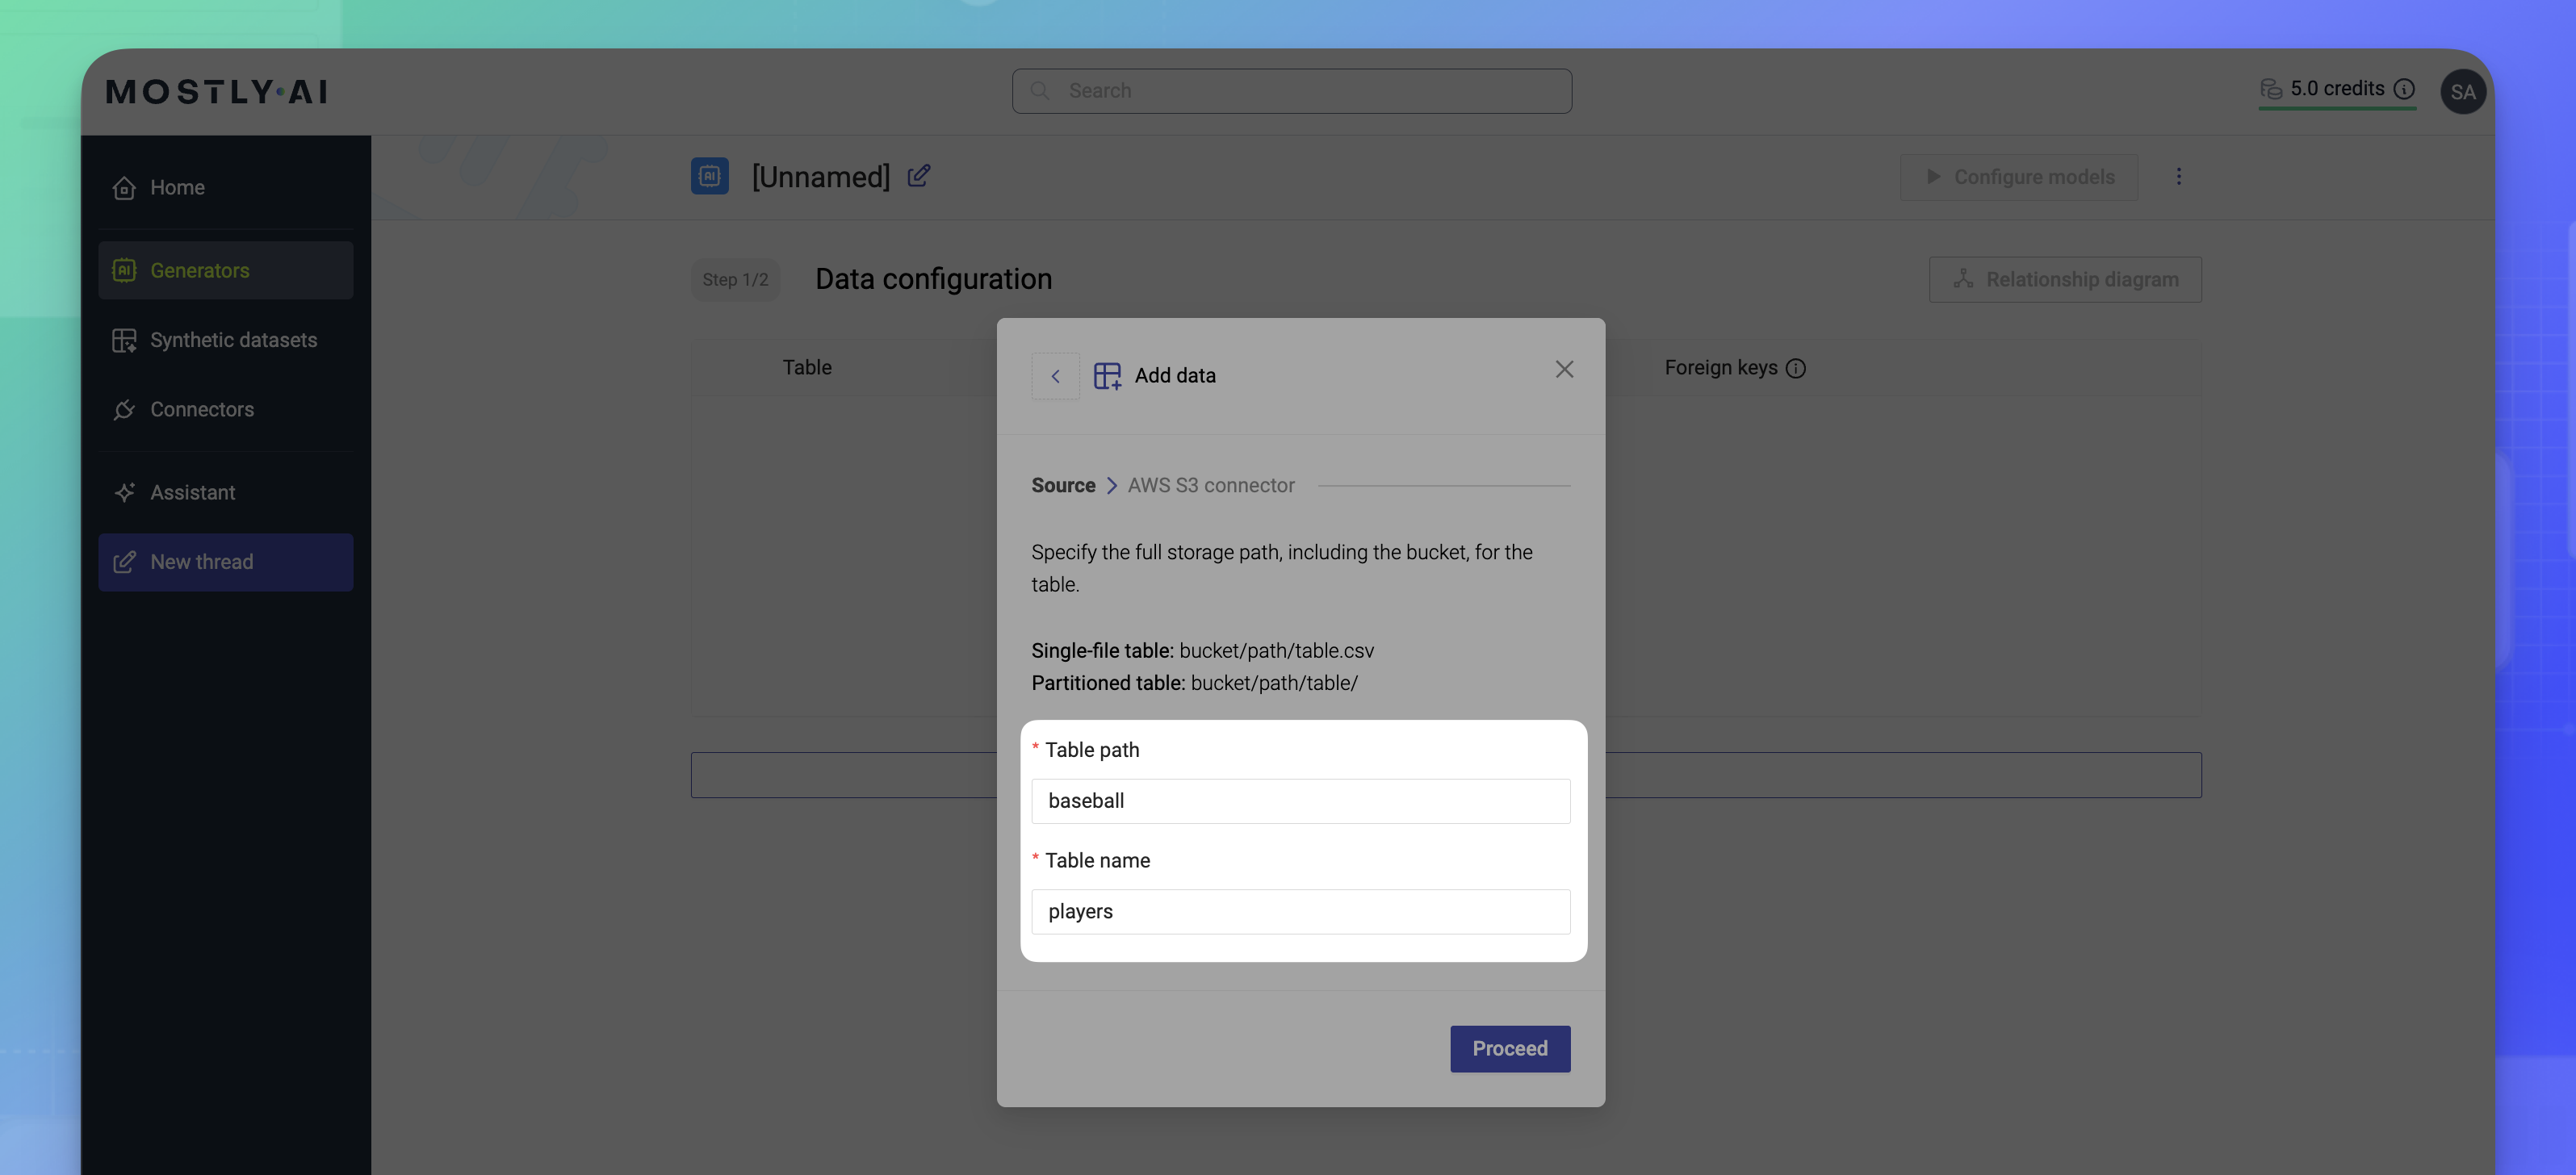 MOSTLY AI
Search
5.0 credits
SA
Home
Generators
Synthetic datasets
Connectors
Assistant
New thread
[Unnamed]
Configure models
Step 1/2
Data configuration
Relationship diagram
Table
Foreign keys
Add data
Source > AWS S3 connector
Specify the full storage path, including the bucket, for the
table.
Single-file table: bucket/path/table.csv
Partitioned table: bucket/path/table/
* Table path
baseball
* Table name
players
Proceed